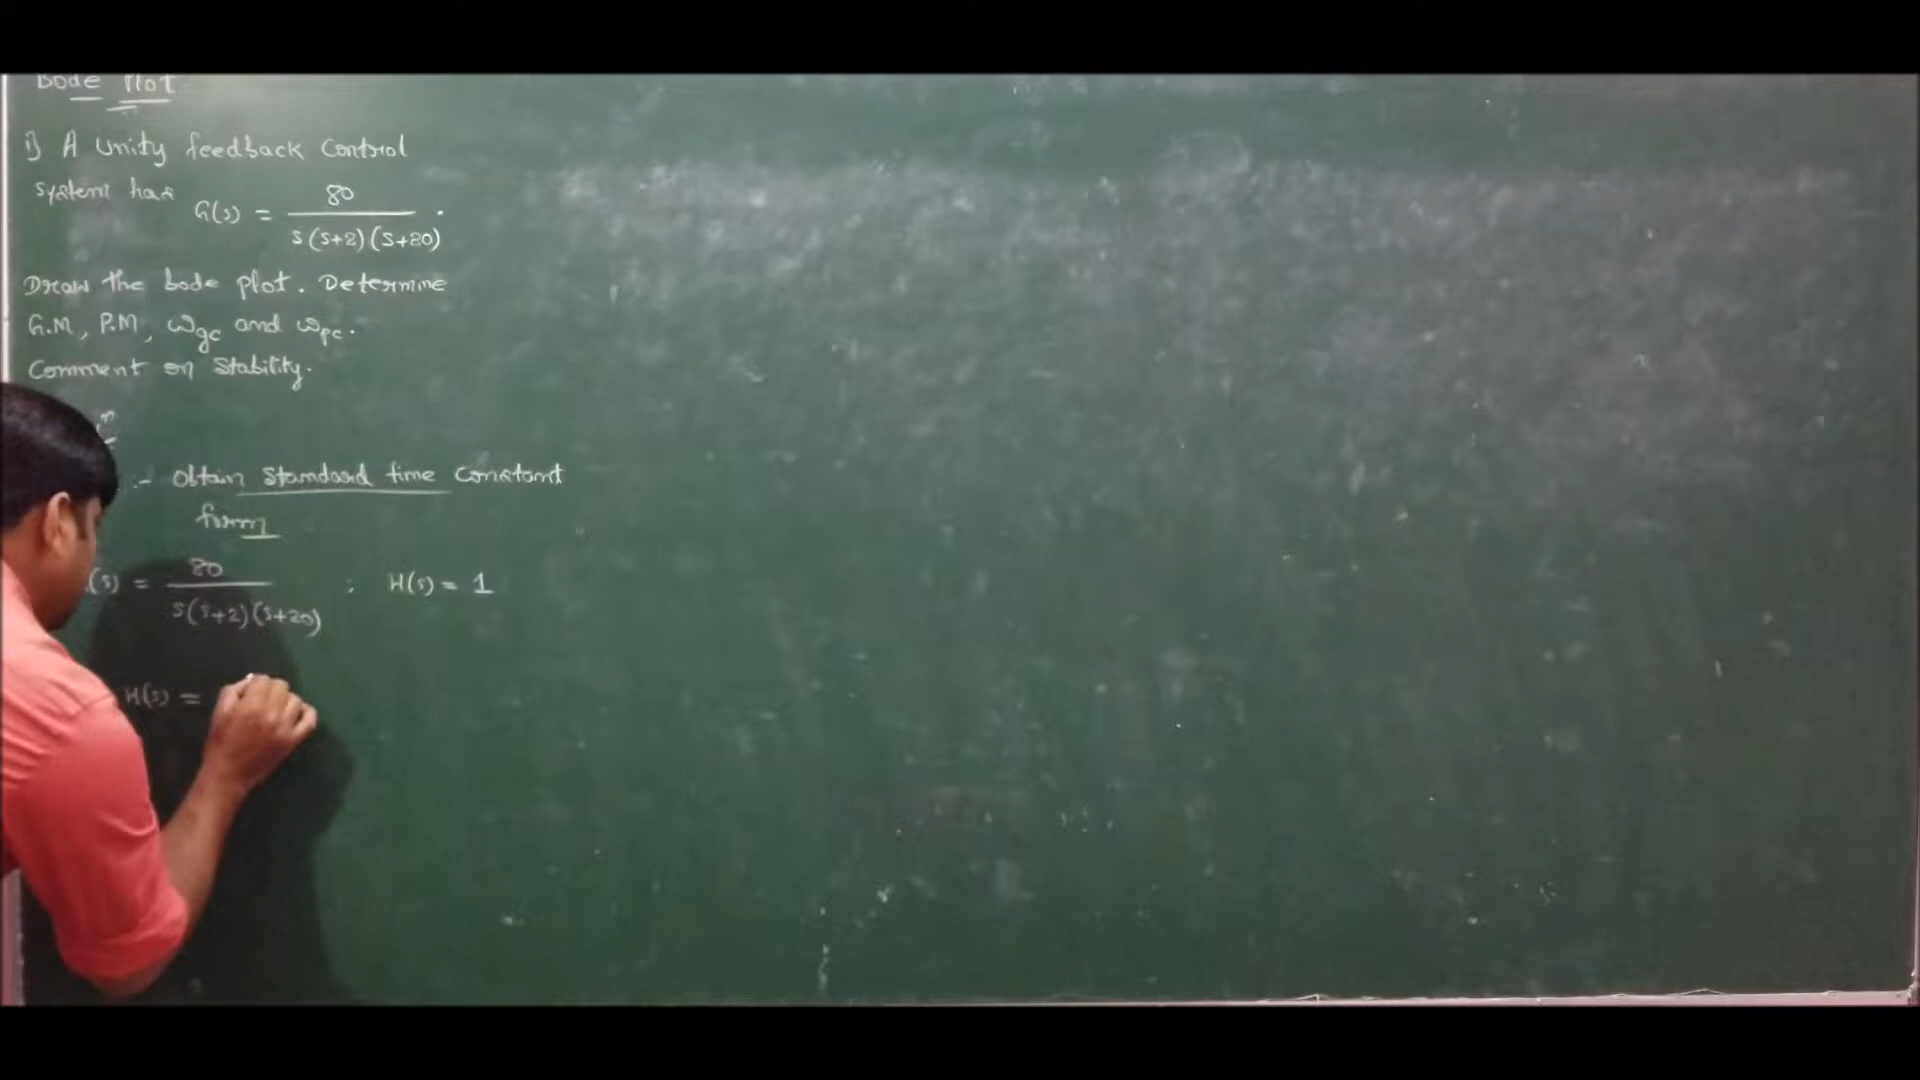 Bode Plot
1) A Unity feedback Control
System has G(s) = 80 / s(s+2)(s+20) .
Draw the bode plot. Determine
G.M, P.M, ωgc and ωpc.
Comment on Stability.
:- Obtain Standard time Constant
form
(s) = 80 / s(s+2)(s+20) ; H(s) = 1
H(s) =